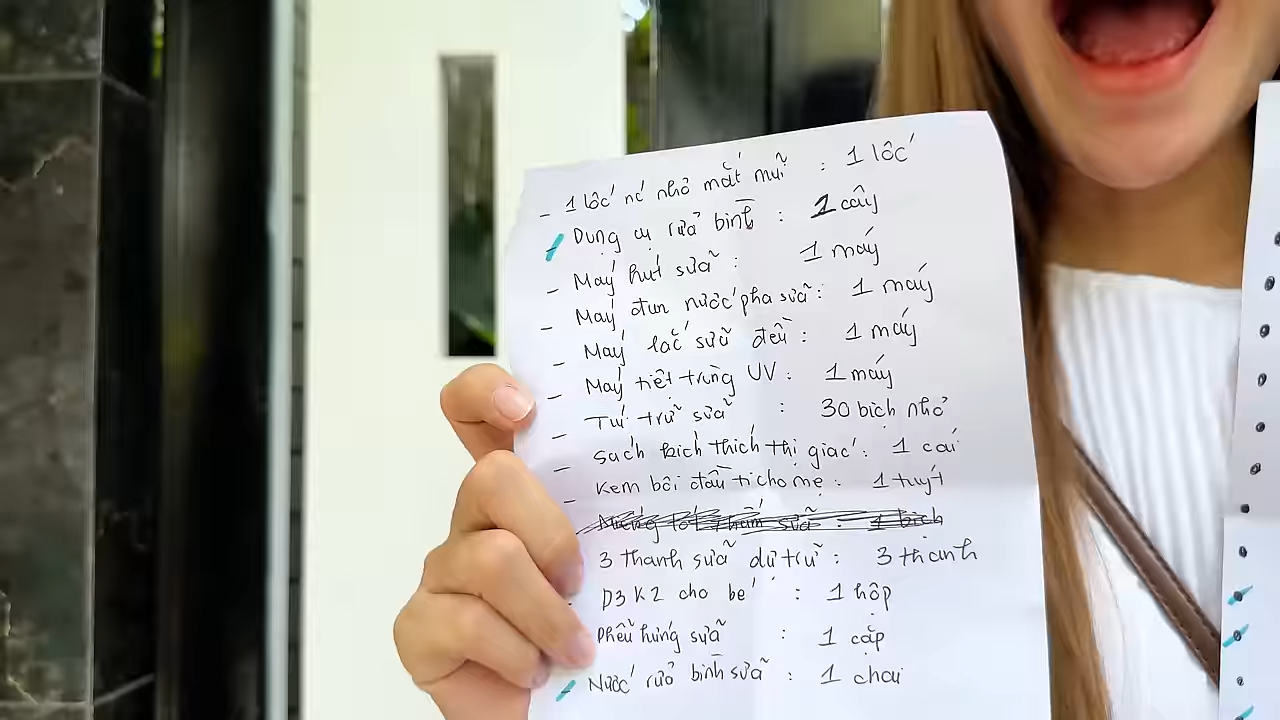 - 1 lốc ní nhỏ mắt mũi : 1 lốc
- Dụng cụ rửa bình : 1 cây
- Máy hút sữa : 1 máy
- Máy đun nước pha sữa : 1 máy
- Máy lắc sữa đều : 1 máy
- Máy tiệt trùng UV : 1 máy
- Túi trữ sữa : 30 bịch nhỏ
- Sách kích thích thị giác : 1 cái
- Kem bôi đầu ti cho mẹ : 1 tuýt
3 thanh sữa dự trữ : 3 thanh
- D3K2 cho bé : 1 hộp
Phễu hứng sữa : 1 cặp
- Nước rửa bình sữa : 1 chai